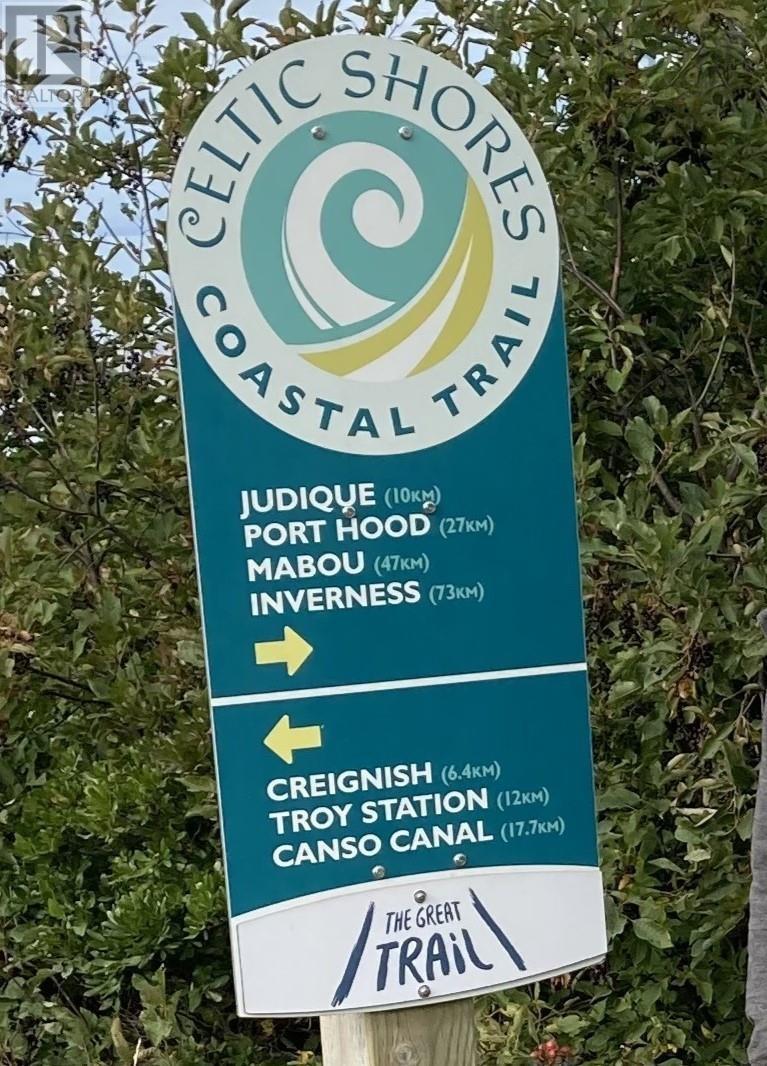 REALTOR
CELTIC SHORES
COASTAL TRAIL
JUDIQUE (10KM)
PORT HOOD (27KM)
MABOU (47KM)
INVERNESS (73KM)
CREIGNISH (6.4KM)
TROY STATION (12KM)
CANSO CANAL (17.7KM)
THE GREAT
TRAIL